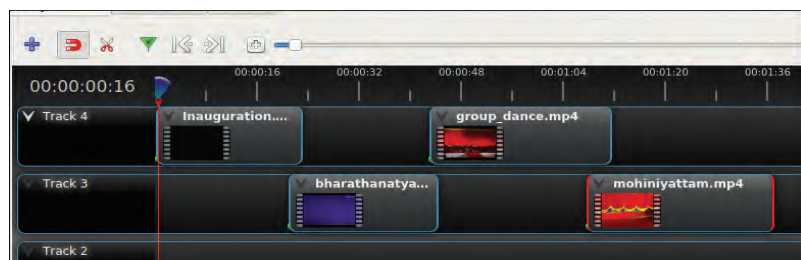 00:00:00:16
00:00:16 00:00:32 00:00:48 00:01:04 00:01:20 00:01:36
Track 4
Inauguration....
group_dance.mp4
Track 3
bharathanatya...
mohiniyattam.mp4
Track 2